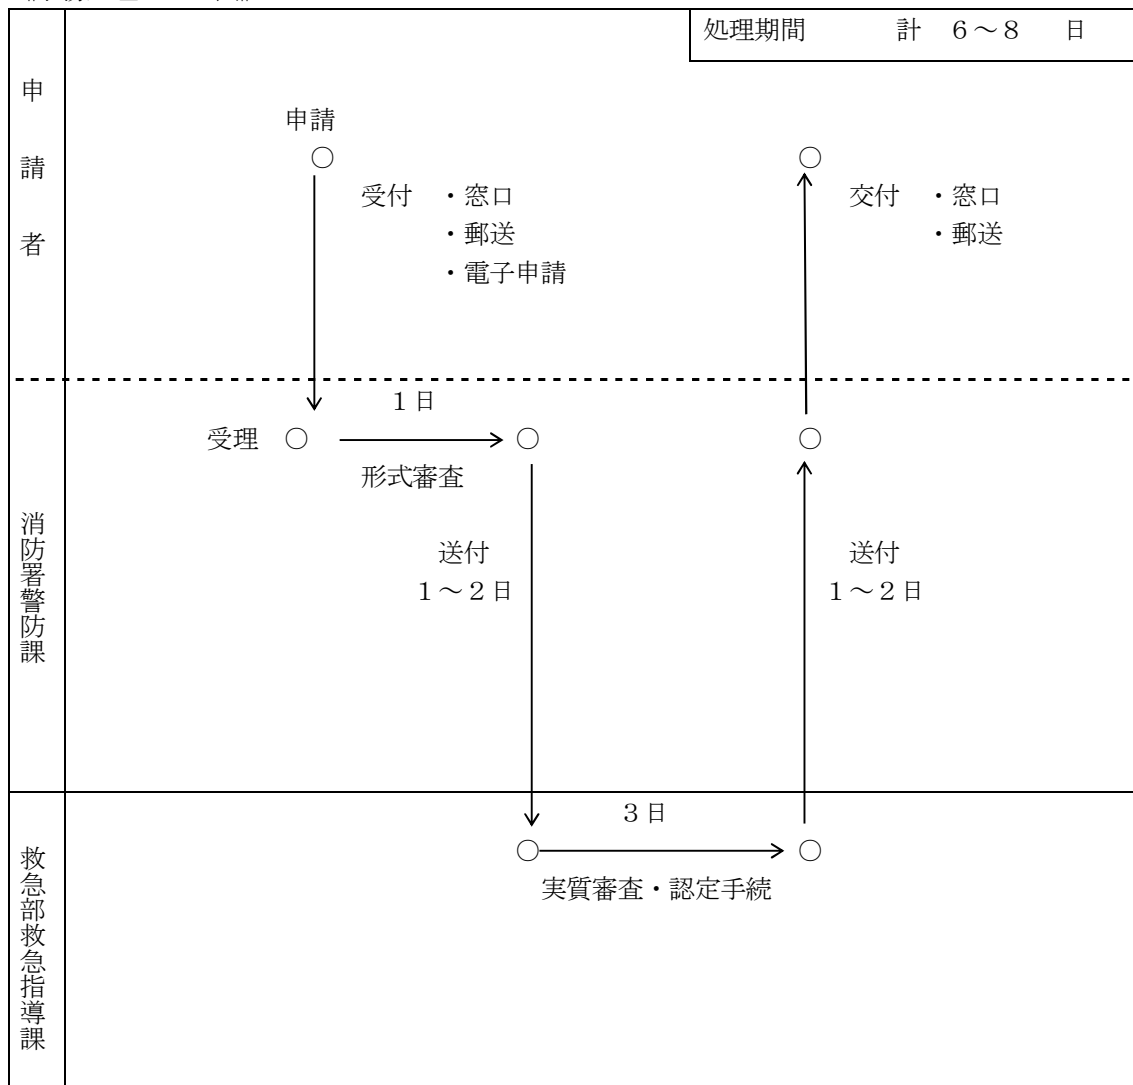 処理期間　計　６～８　日
申請者
申請
受付　・窓口
・郵送
・電子申請
交付　・窓口
・郵送
消防署警防課
受理
１日
形式審査
送付
１～２日
送付
１～２日
救急部救急指導課
３日
実質審査・認定手続